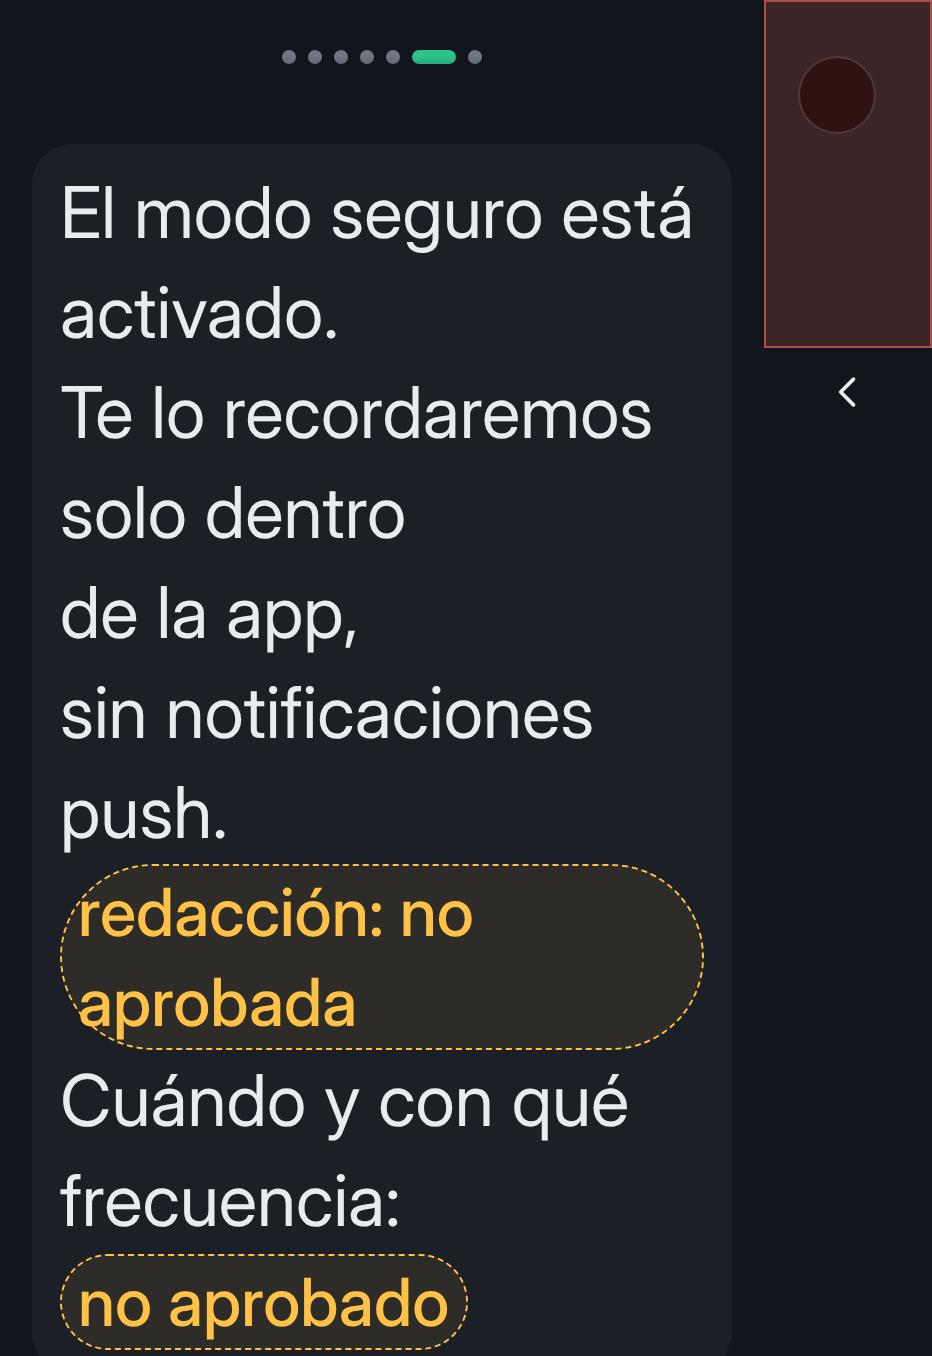 El modo seguro está
activado.
Te lo recordaremos
solo dentro
de la app,
sin notificaciones
push.
redacción: no
aprobada
Cuándo y con qué
frecuencia:
no aprobado